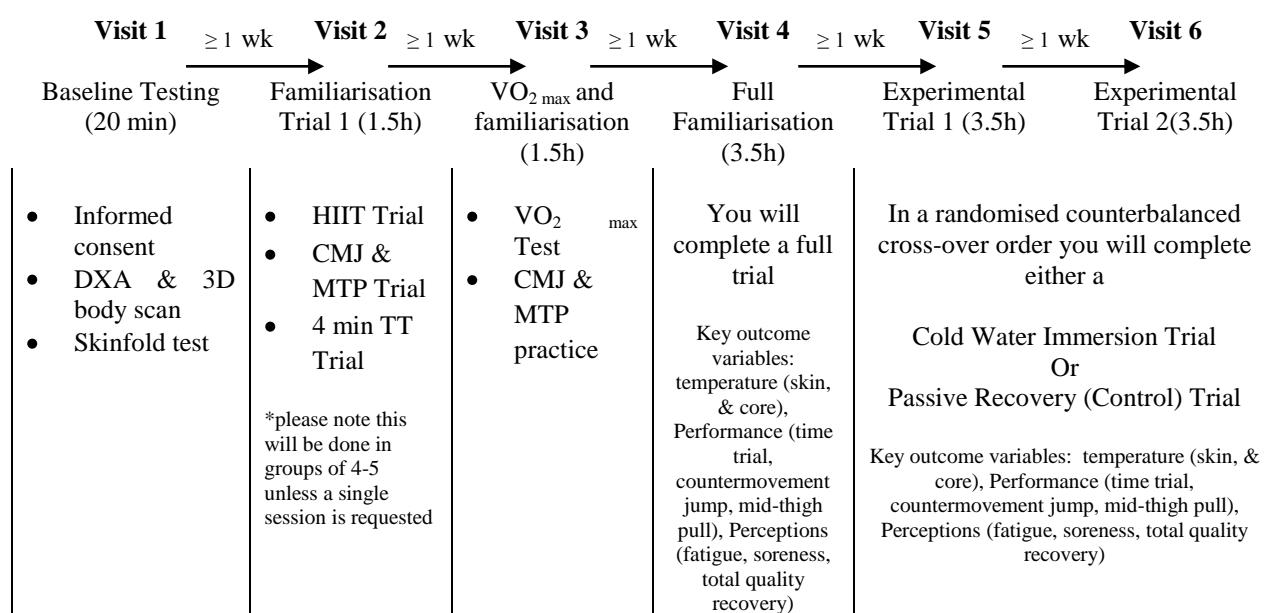 Visit 1 ≥ 1 wk Visit 2 ≥ 1 wk Visit 3 ≥ 1 wk Visit 4 ≥ 1 wk Visit 5 ≥ 1 wk Visit 6
Baseline Testing
(20 min)
Familiarisation
Trial 1 (1.5h)
VO2 max and
familiarisation
(1.5h)
Full
Familiarisation
(3.5h)
Experimental
Trial 1 (3.5h)
Experimental
Trial 2(3.5h)
• Informed
consent
• DXA & 3D
body scan
• Skinfold test
• HIIT Trial
• CMJ &
MTP Trial
• 4 min TT
Trial
*please note this
will be done in
groups of 4-5
unless a single
session is requested
• VO2 max
Test
• CMJ &
MTP
practice
You will
complete a full
trial
Key outcome
variables:
temperature (skin,
& core),
Performance (time
trial,
countermovement
jump, mid-thigh
pull), Perceptions
(fatigue, soreness,
total quality
recovery)
In a randomised counterbalanced
cross-over order you will complete
either a
Cold Water Immersion Trial
Or
Passive Recovery (Control) Trial
Key outcome variables: temperature (skin, &
core), Performance (time trial,
countermovement jump, mid-thigh pull),
Perceptions (fatigue, soreness, total quality
recovery)